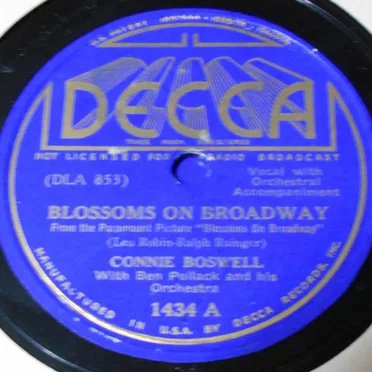 DECCA
NOT LICENSED FOR RADIO BROADCAST
(DLA 853)
Vocal with
Orchestral
Accompaniment
BLOSSOMS ON BROADWAY
From the Paramount Picture "Blossoms On Broadway"
(Leo Robin-Ralph Rainger)
CONNIE BOSWELL
With Ben Pollack and his
Orchestra
1434 A
MANUFACTURED IN U.S.A. BY DECCA RECORDS, INC.